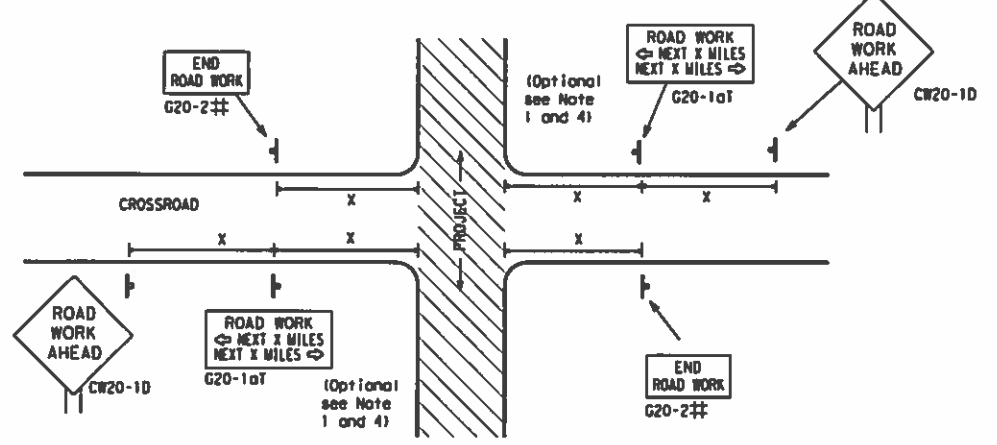 END
ROAD WORK
G20-2#
ROAD WORK
⇦ NEXT X MILES
NEXT X MILES ⇨
G20-1aT
(Optional
see Note
1 and 4)
ROAD
WORK
AHEAD
CW20-1D
X
X
X
CROSSROAD
PROJECT
X
X
X
ROAD
WORK
AHEAD
CW20-1D
ROAD WORK
⇦ NEXT X MILES
NEXT X MILES ⇨
G20-1aT
(Optional
see Note
1 and 4)
END
ROAD WORK
G20-2#